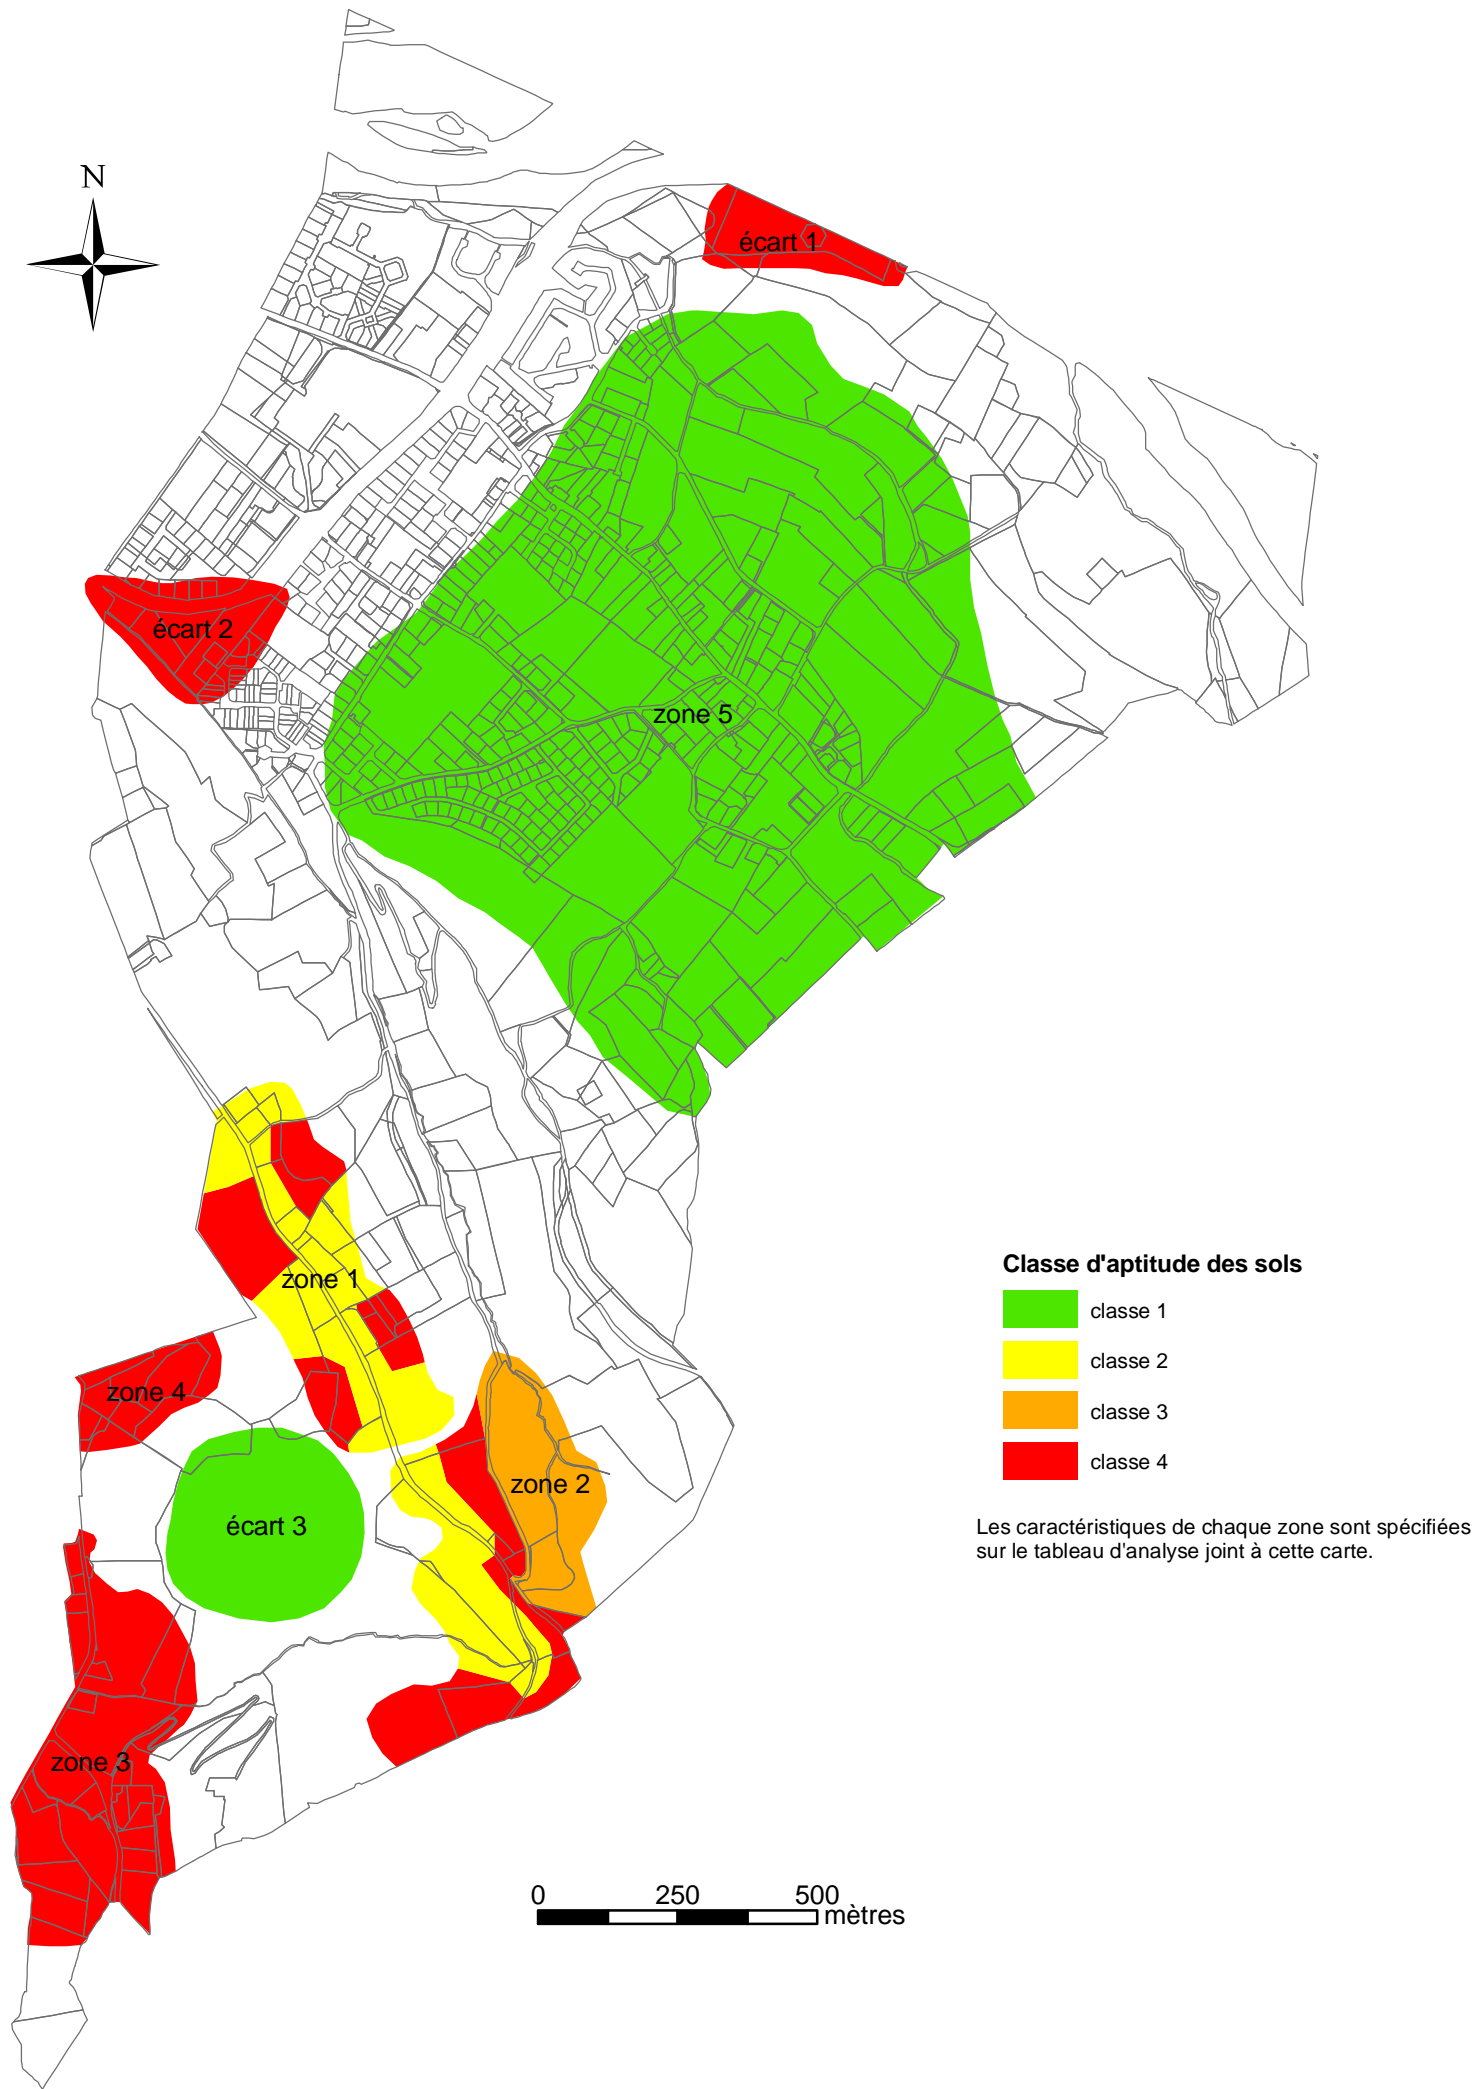 N
écart 1
écart 2
zone 5
zone 1
zone 4
zone 2
écart 3
zone 3
Classe d'aptitude des sols
classe 1
classe 2
classe 3
classe 4
Les caractéristiques de chaque zone sont spécifiées
sur le tableau d'analyse joint à cette carte.
0 250 500
mètres